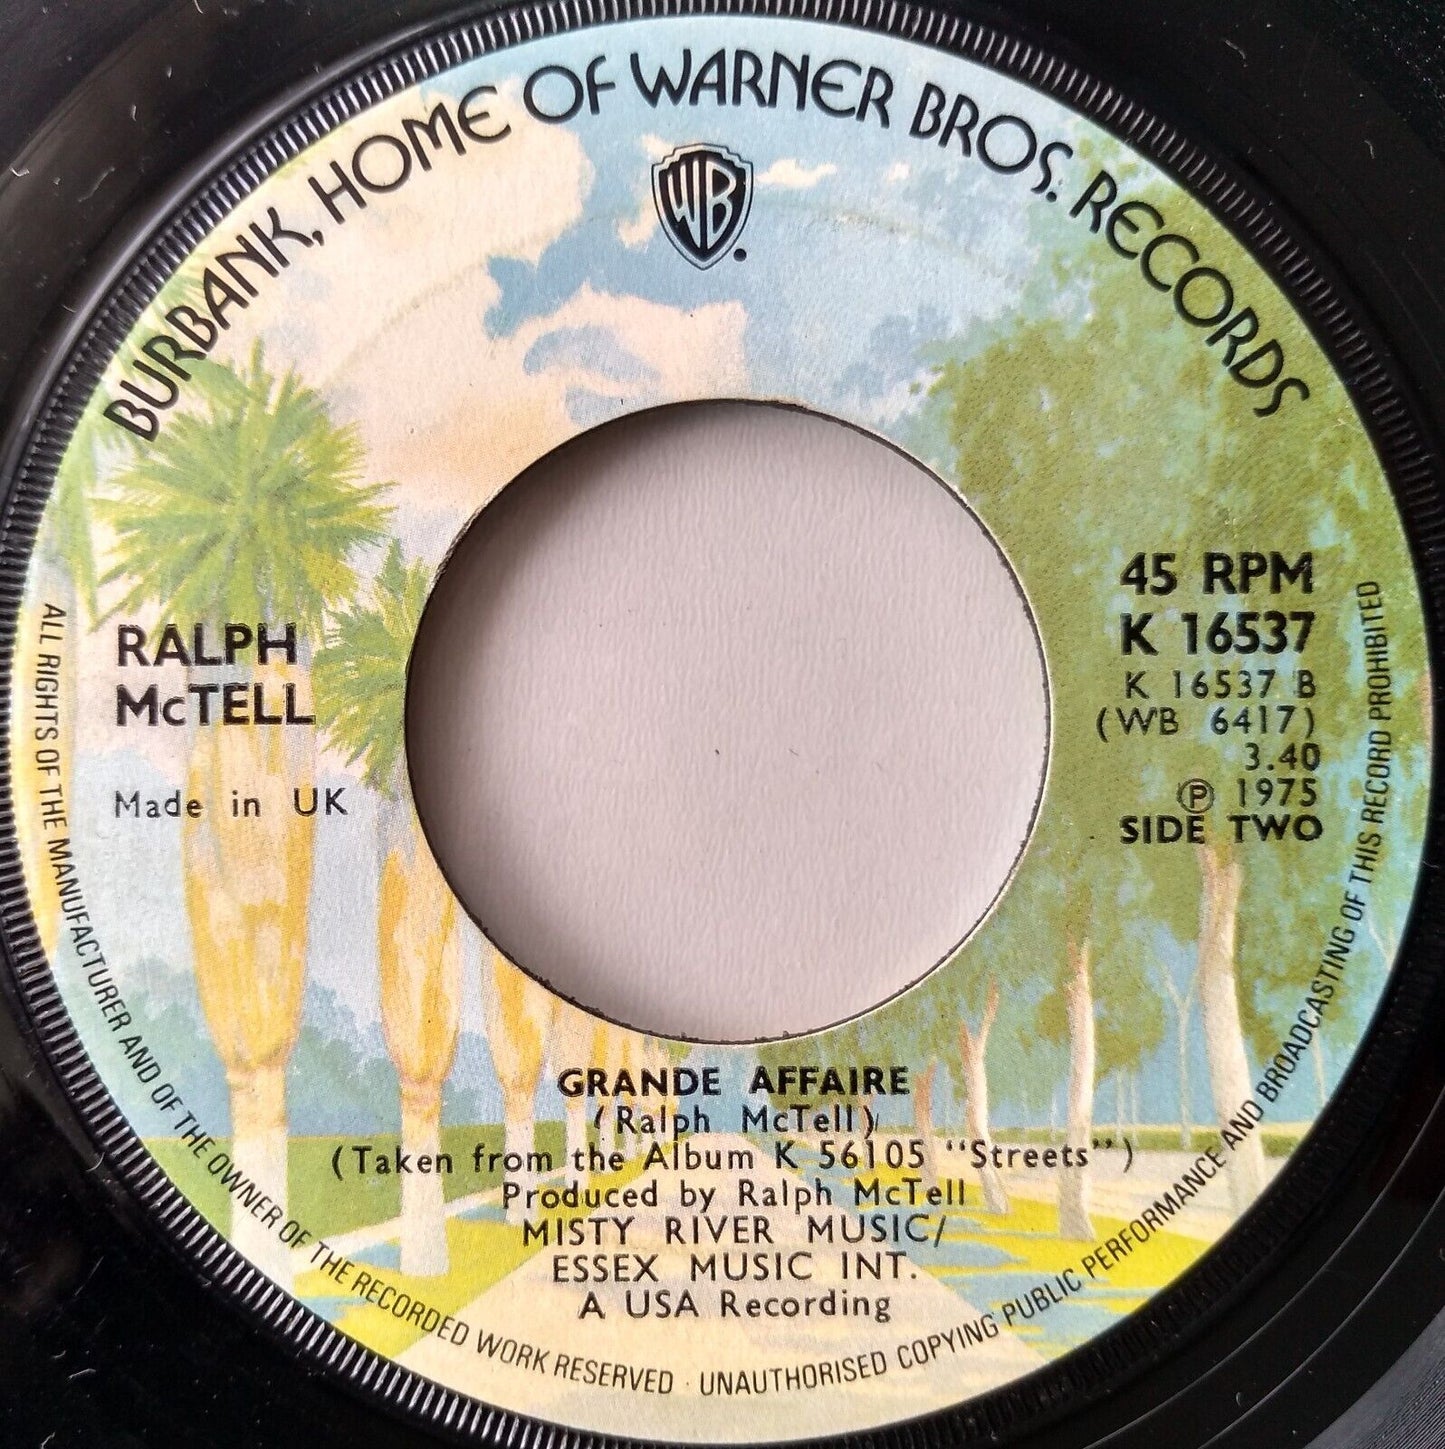 BURBANK, HOME OF WARNER BROS. RECORDS
WB
RALPH
McTELL
Made in UK
45 RPM
K 16537
K 16537 B
(WB 6417)
3.40
Ⓟ 1975
SIDE TWO
GRANDE AFFAIRE
(Ralph McTell)
(Taken from the Album K 56105 "Streets")
Produced by Ralph McTell
MISTY RIVER MUSIC/
ESSEX MUSIC INT.
A USA Recording
ALL RIGHTS OF THE MANUFACTURER AND OF THE OWNER OF THE RECORDED WORK RESERVED · UNAUTHORISED COPYING PUBLIC PERFORMANCE AND BROADCASTING OF THIS RECORD PROHIBITED